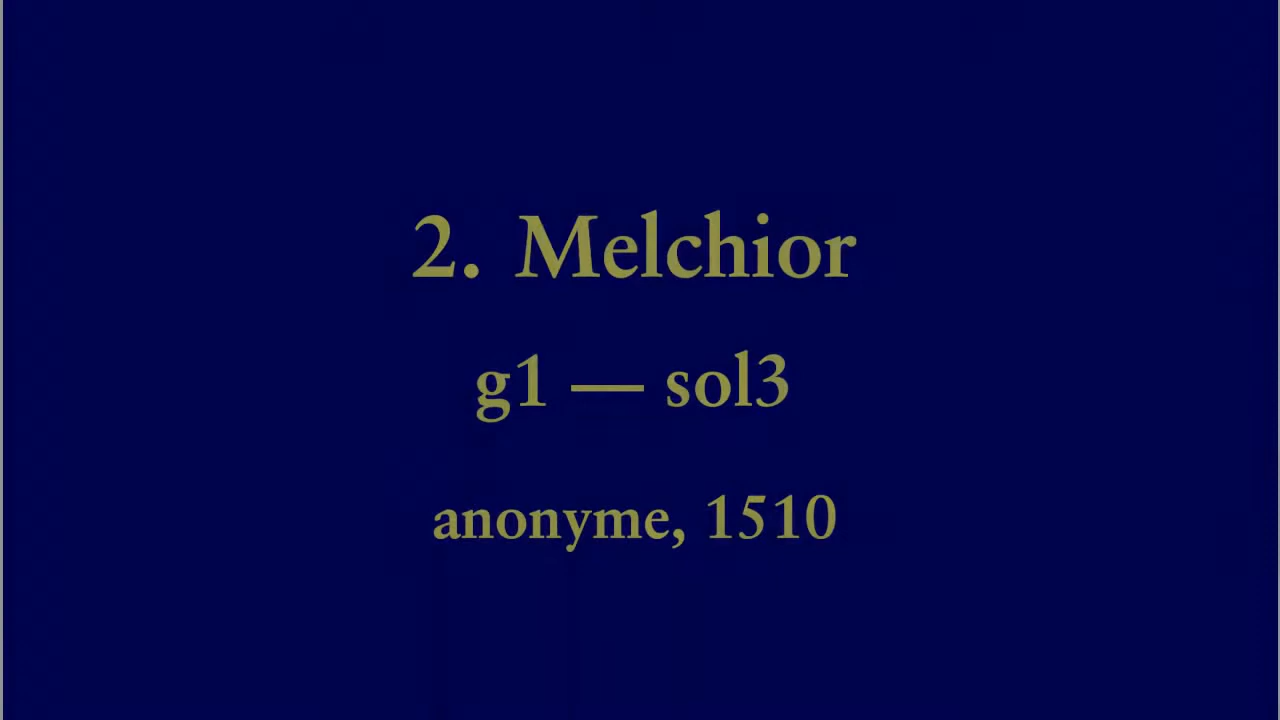 2. Melchior
g1 — sol3
anonyme, 1510